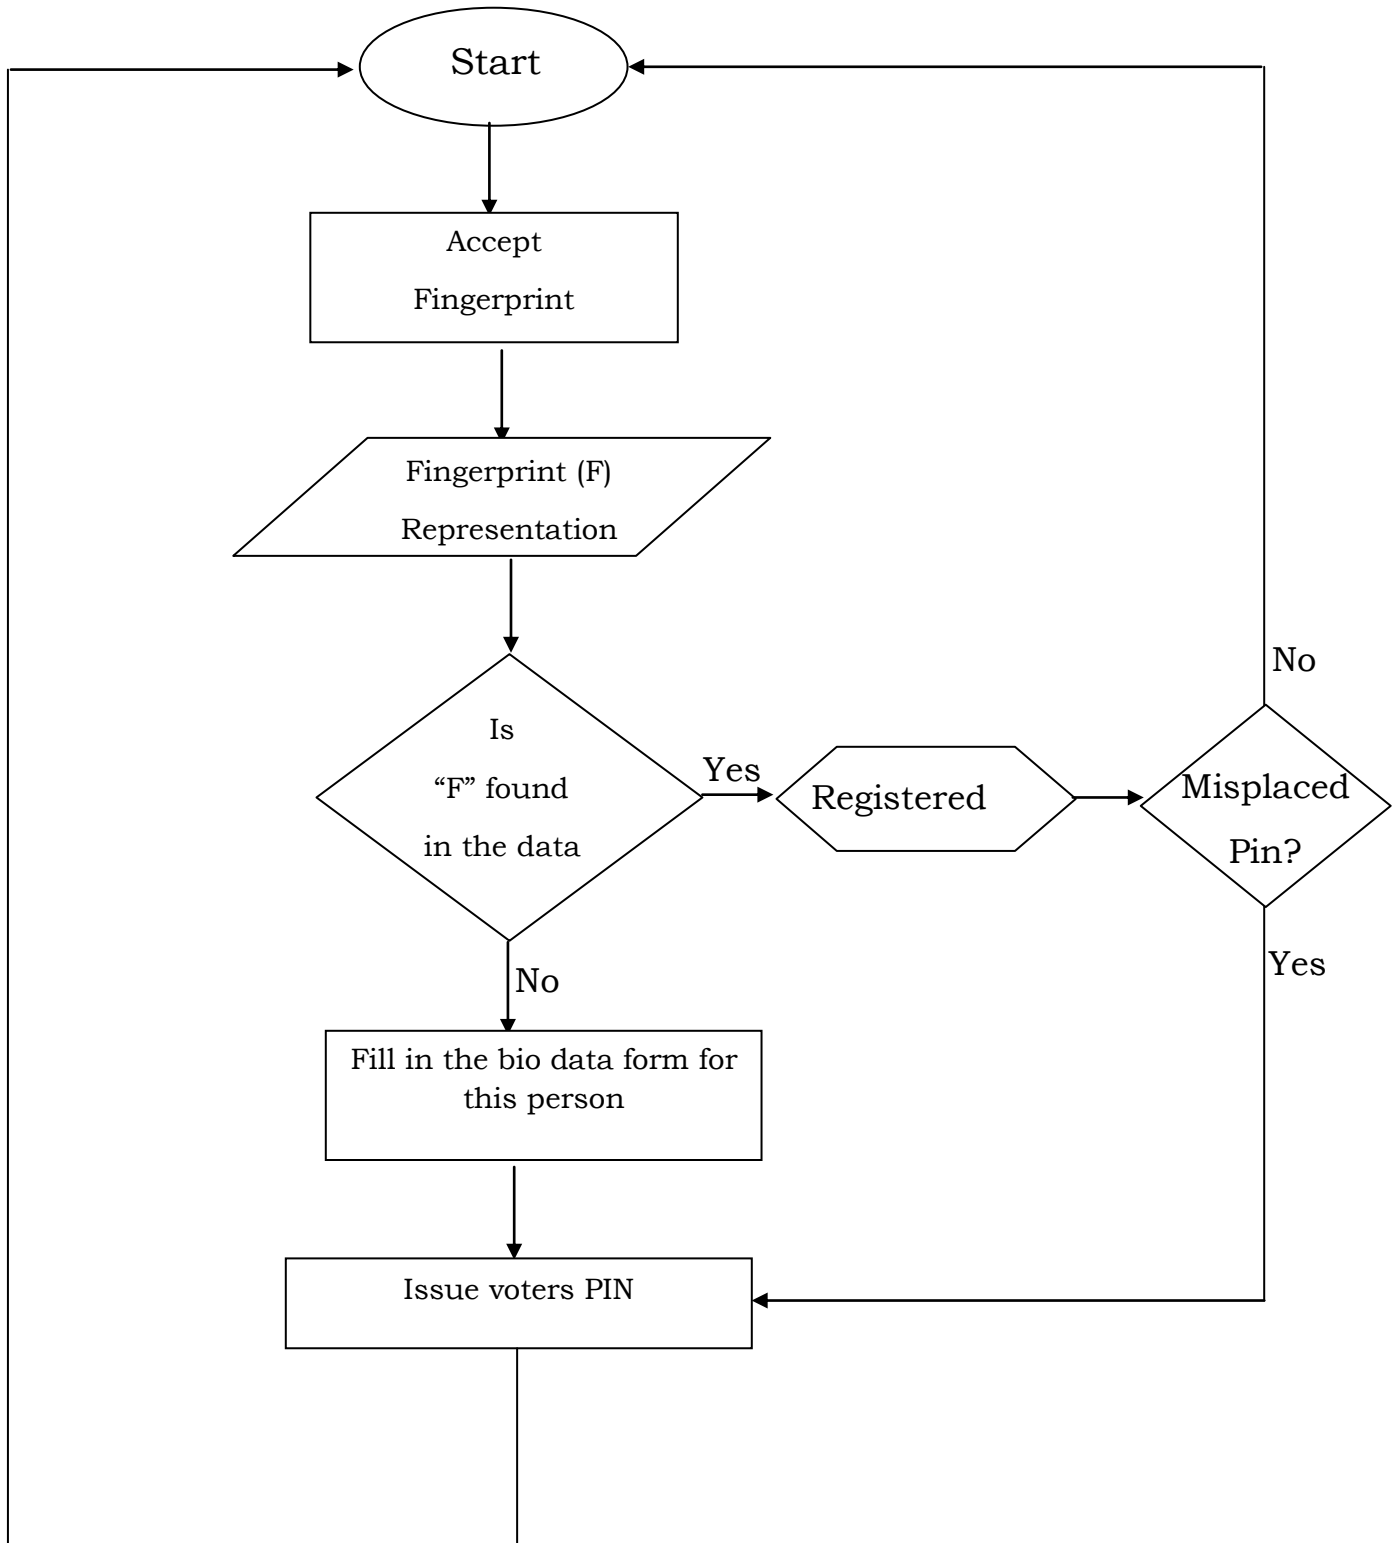 Start
Accept
Fingerprint
Fingerprint (F)
Representation
No
Is
“F” found
in the data
Yes
Registered
Misplaced
Pin?
No
Yes
Fill in the bio data form for
this person
Issue voters PIN